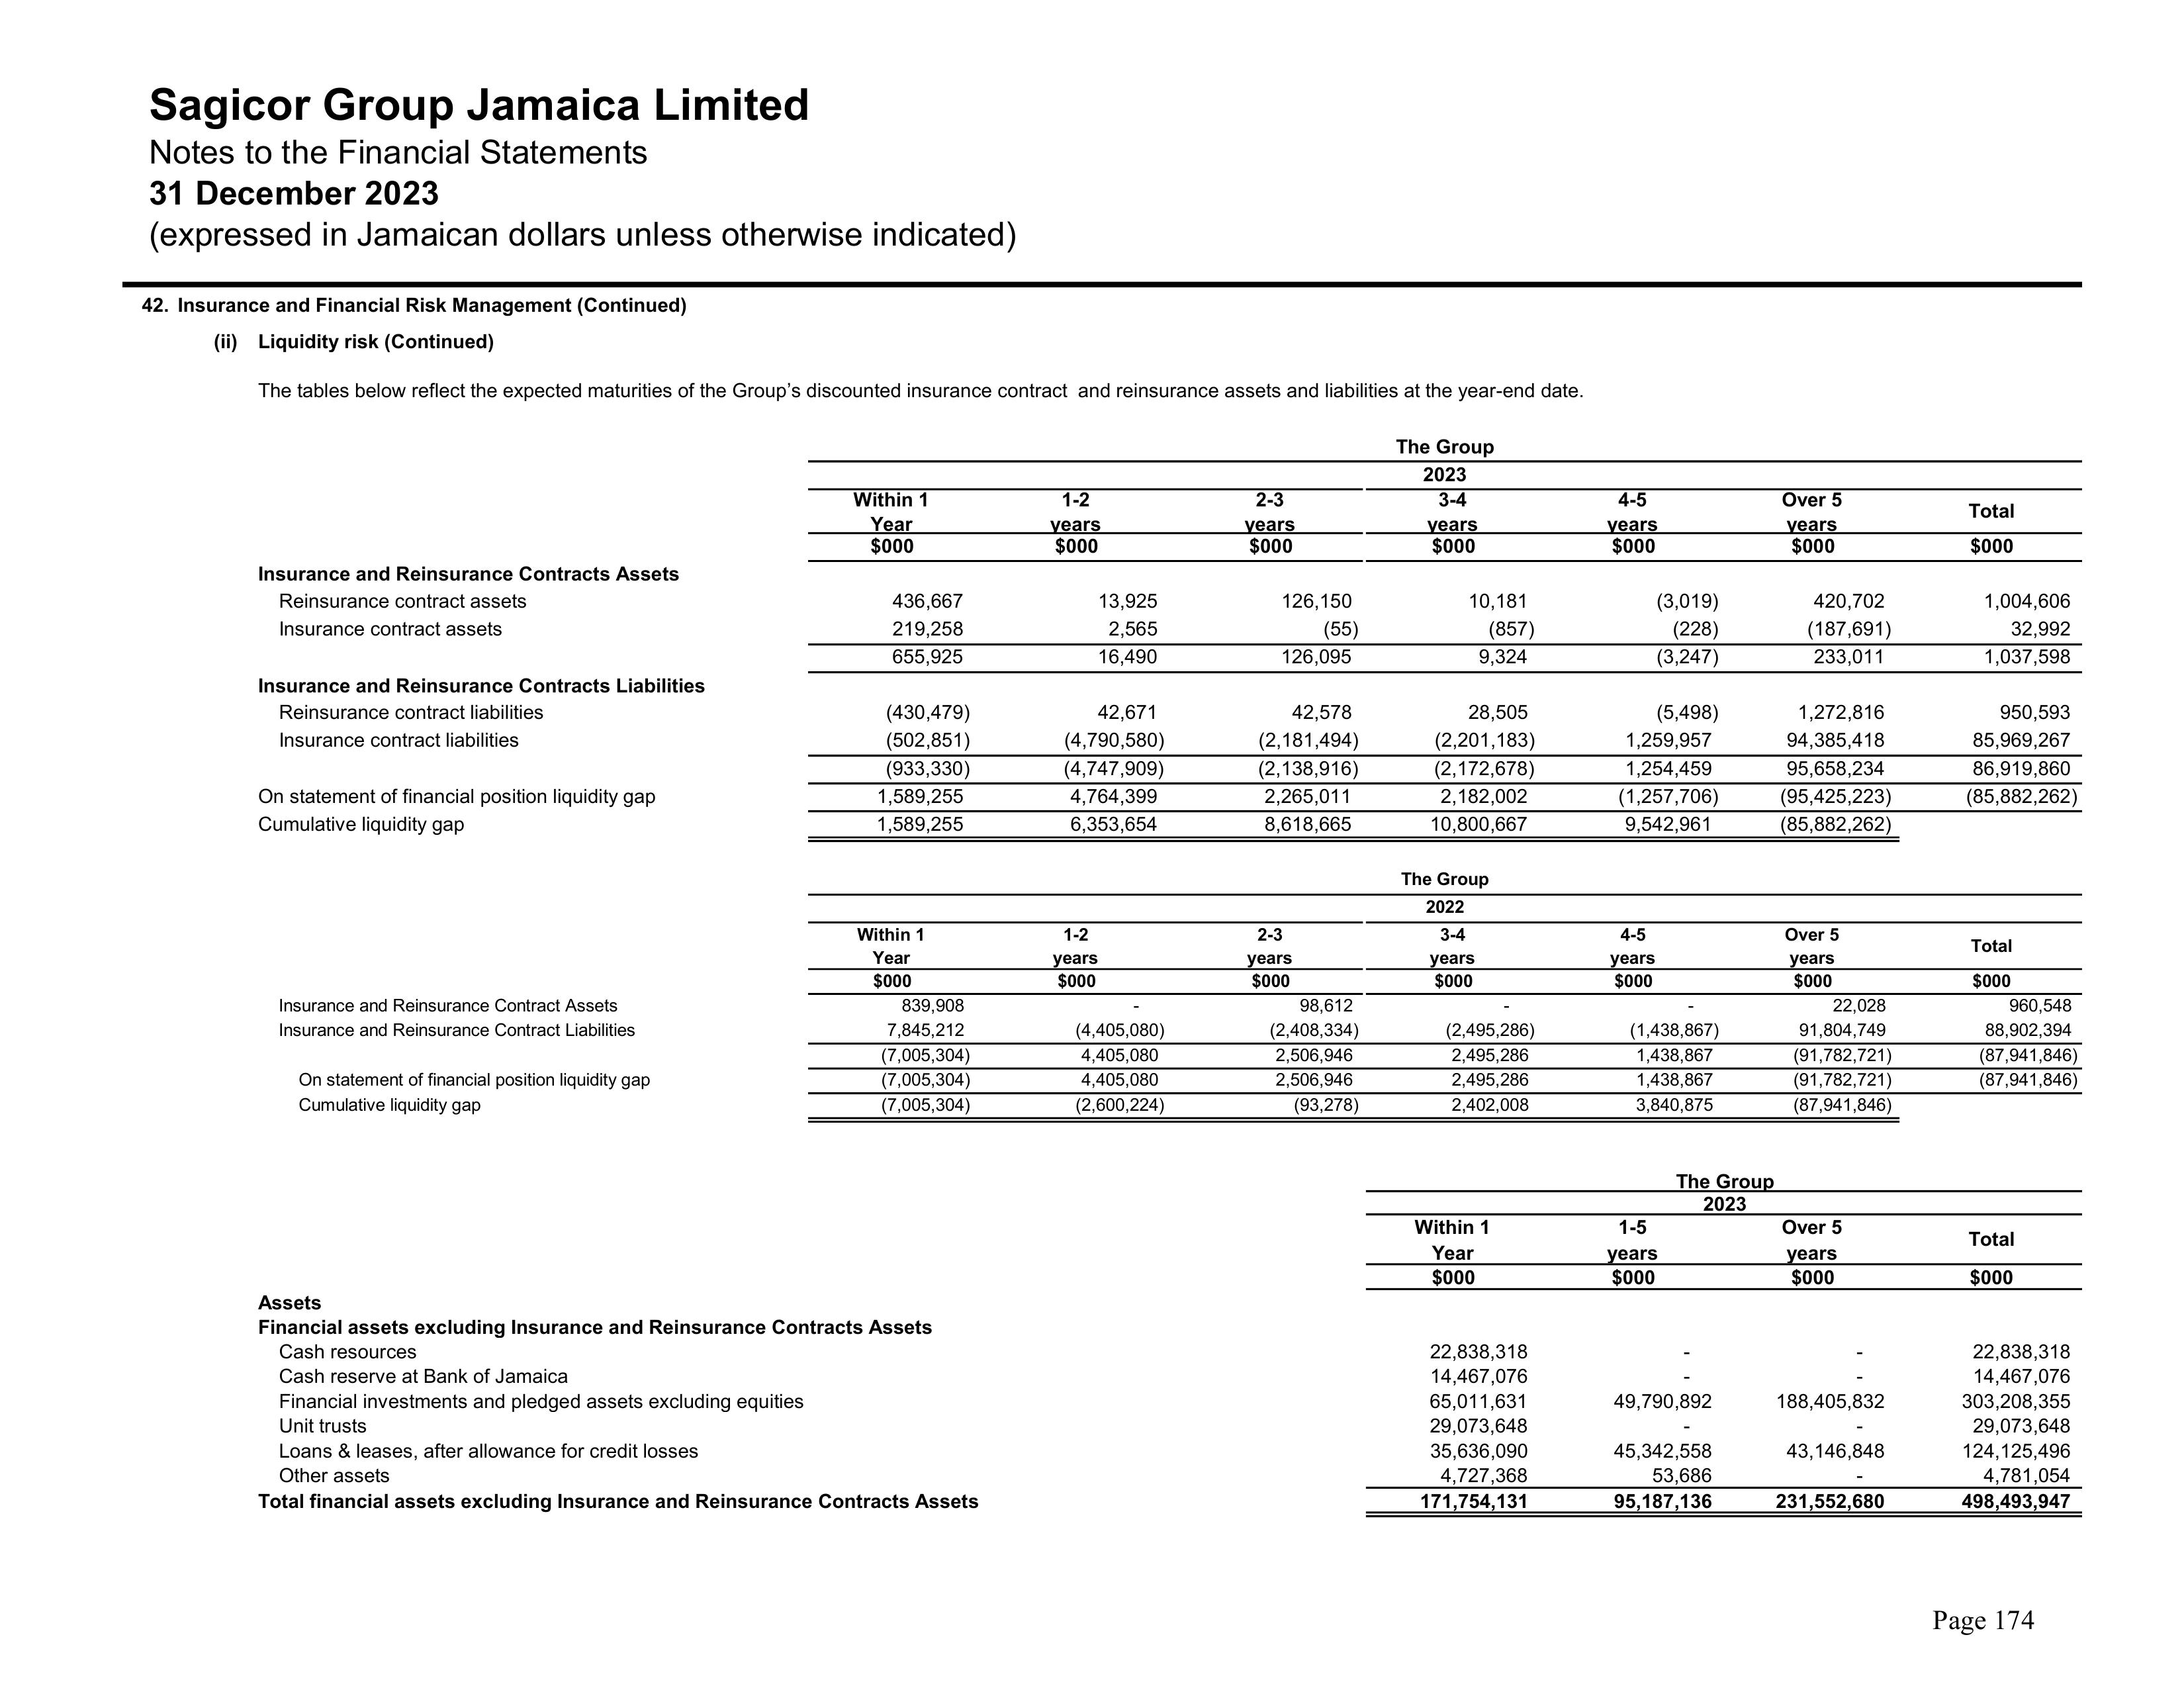 Sagicor Group Jamaica Limited
Notes to the Financial Statements
31 December 2023
(expressed in Jamaican dollars unless otherwise indicated)
42. Insurance and Financial Risk Management (Continued)
(ii) Liquidity risk (Continued)
The tables below reflect the expected maturities of the Group’s discounted insurance contract and reinsurance assets and liabilities at the year-end date.
The Group
2023
Within 1 1-2 2-3 3-4 4-5 Over 5 Total
Year years years years years years
$000 $000 $000 $000 $000 $000 $000
Insurance and Reinsurance Contracts Assets
Reinsurance contract assets 436,667 13,925 126,150 10,181 (3,019) 420,702 1,004,606
Insurance contract assets 219,258 2,565 (55) (857) (228) (187,691) 32,992
655,925 16,490 126,095 9,324 (3,247) 233,011 1,037,598
Insurance and Reinsurance Contracts Liabilities
Reinsurance contract liabilities (430,479) 42,671 42,578 28,505 (5,498) 1,272,816 950,593
Insurance contract liabilities (502,851) (4,790,580) (2,181,494) (2,201,183) 1,259,957 94,385,418 85,969,267
(933,330) (4,747,909) (2,138,916) (2,172,678) 1,254,459 95,658,234 86,919,860
On statement of financial position liquidity gap 1,589,255 4,764,399 2,265,011 2,182,002 (1,257,706) (95,425,223) (85,882,262)
Cumulative liquidity gap 1,589,255 6,353,654 8,618,665 10,800,667 9,542,961 (85,882,262)
The Group
2022
Within 1 1-2 2-3 3-4 4-5 Over 5 Total
Year years years years years years
$000 $000 $000 $000 $000 $000 $000
Insurance and Reinsurance Contract Assets 839,908 - 98,612 - - 22,028 960,548
Insurance and Reinsurance Contract Liabilities 7,845,212 (4,405,080) (2,408,334) (2,495,286) (1,438,867) 91,804,749 88,902,394
(7,005,304) 4,405,080 2,506,946 2,495,286 1,438,867 (91,782,721) (87,941,846)
On statement of financial position liquidity gap (7,005,304) 4,405,080 2,506,946 2,495,286 1,438,867 (91,782,721) (87,941,846)
Cumulative liquidity gap (7,005,304) (2,600,224) (93,278) 2,402,008 3,840,875 (87,941,846)
The Group
2023
Within 1 1-5 Over 5 Total
Year years years
$000 $000 $000 $000
Assets
Financial assets excluding Insurance and Reinsurance Contracts Assets
Cash resources 22,838,318 - - 22,838,318
Cash reserve at Bank of Jamaica 14,467,076 - - 14,467,076
Financial investments and pledged assets excluding equities 65,011,631 49,790,892 188,405,832 303,208,355
Unit trusts 29,073,648 - - 29,073,648
Loans & leases, after allowance for credit losses 35,636,090 45,342,558 43,146,848 124,125,496
Other assets 4,727,368 53,686 - 4,781,054
Total financial assets excluding Insurance and Reinsurance Contracts Assets 171,754,131 95,187,136 231,552,680 498,493,947
Page 174